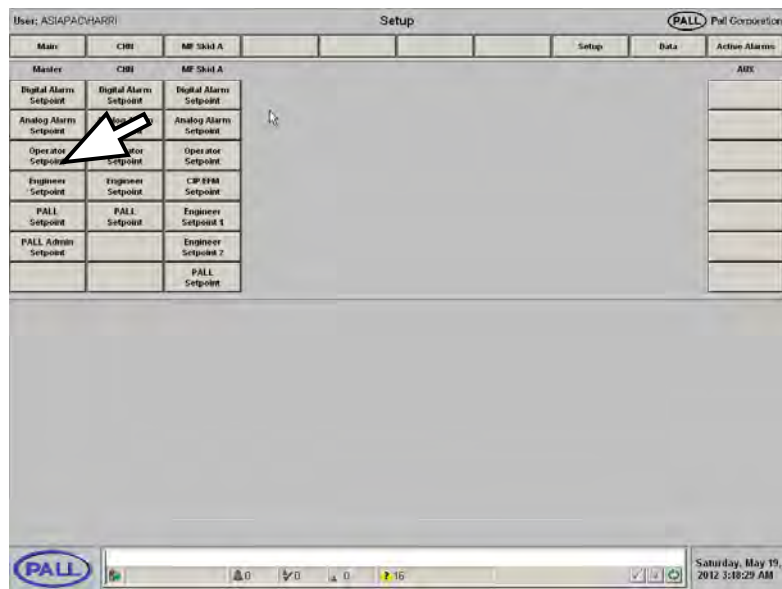 User: ASIAPAC\HARRI Setup PALL Pall Corporation
Main CHN MF Skid A Setup Data Active Alarms
Master CHN MF Skid A AUX
Digital Alarm Setpoint
Digital Alarm Setpoint
Digital Alarm Setpoint
Analog Alarm Setpoint
Setpoint
Analog Alarm Setpoint
Operator Setpoint
Setpoint
Operator Setpoint
Engineer Setpoint
Engineer Setpoint
CIP/EFM Setpoint
PALL Setpoint
PALL Setpoint
Engineer Setpoint 1
PALL Admin Setpoint
Engineer Setpoint 2
PALL Setpoint
PALL
0 0 0 ? 16
Saturday, May 19,
2012 3:18:29 AM